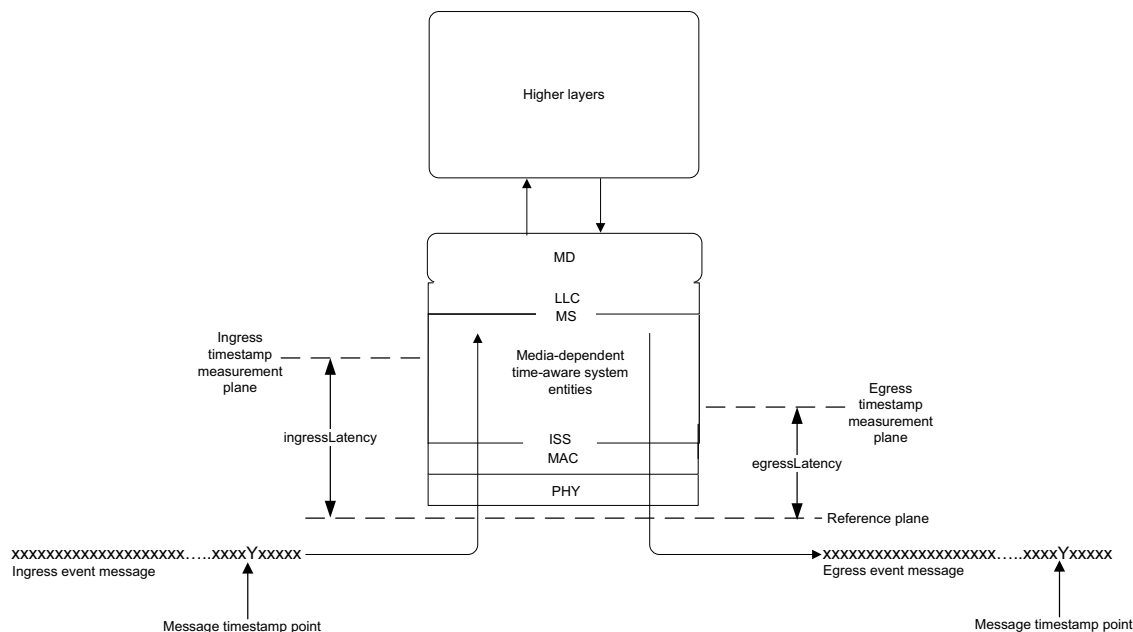 Higher layers
MD
LLC
MS
Ingress
timestamp
measurement
plane
Media-dependent
time-aware system
entities
Egress
timestamp
measurement
plane
ingressLatency
ISS
MAC
egressLatency
PHY
Reference plane
xxxxxxxxxxxxxxxxxxxx…..xxxxYxxxxx
Ingress event message
Message timestamp point
xxxxxxxxxxxxxxxxxxxx…..xxxxYxxxxx
Egress event message
Message timestamp point